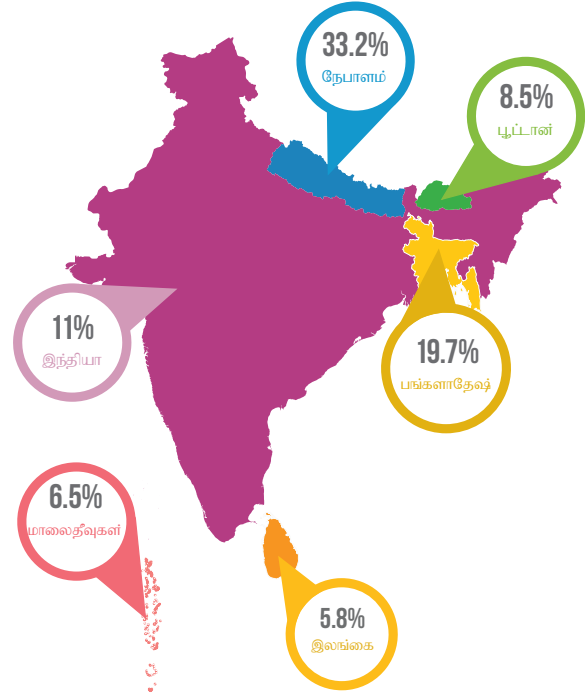 33.2%
நேபாளம்
8.5%
பூட்டான்
11%
இந்தியா
19.7%
பங்களாதேஷ்
6.5%
மாலைதீவுகள்
5.8%
இலங்கை